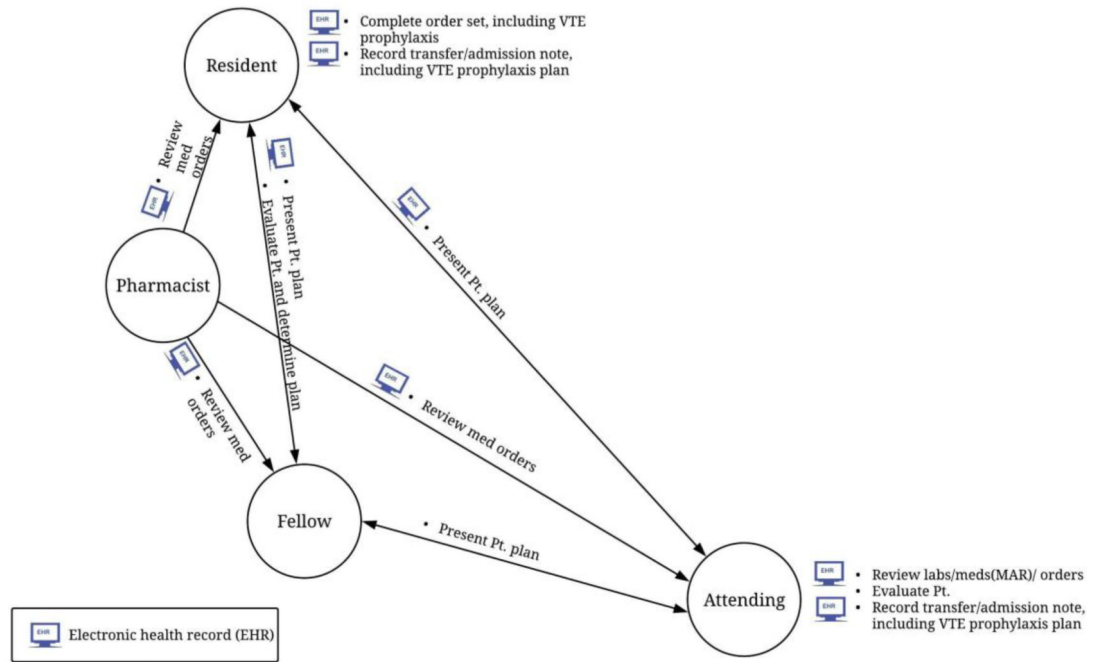 EHR
• Complete order set, including VTE
prophylaxis
EHR
• Record transfer/admission note,
including VTE prophylaxis plan
Resident
EHR
• Review
med
orders
EHR
• Present Pt. plan
• Evaluate Pt. and determine plan
EHR
• Present Pt. plan
Pharmacist
EHR
• Review med
orders
EHR
• Review med orders
Fellow
• Present Pt. plan
Attending
EHR
• Review labs/meds(MAR)/ orders
• Evaluate Pt.
EHR
• Record transfer/admission note,
including VTE prophylaxis plan
EHR
Electronic health record (EHR)